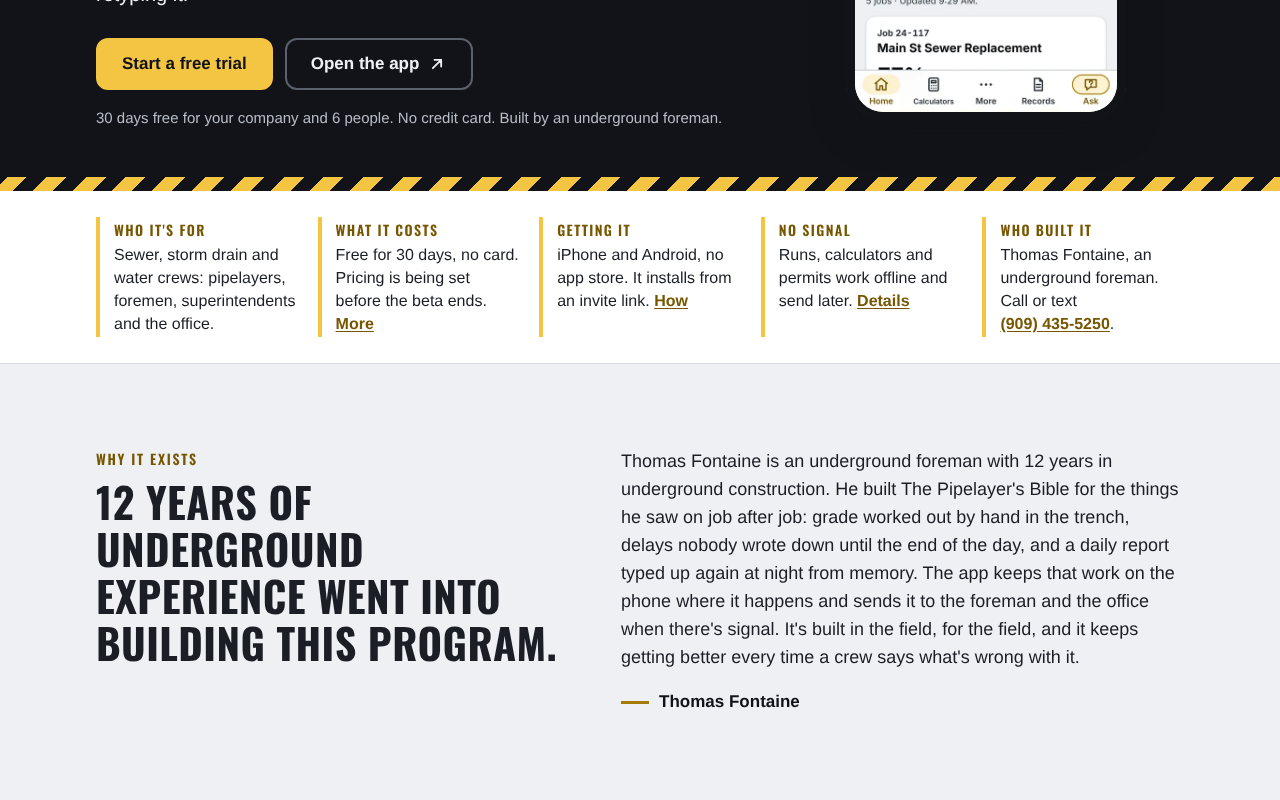 5 jobs · Updated 9:29 AM.
Job 24-117
Main St Sewer Replacement
Home
Calculators
More
Records
Ask
Start a free trial
Open the app
30 days free for your company and 6 people. No credit card. Built by an underground foreman.
WHO IT'S FOR
Sewer, storm drain and
water crews: pipelayers,
foremen, superintendents
and the office.
WHAT IT COSTS
Free for 30 days, no card.
Pricing is being set
before the beta ends.
More
GETTING IT
iPhone and Android, no
app store. It installs from
an invite link. How
NO SIGNAL
Runs, calculators and
permits work offline and
send later. Details
WHO BUILT IT
Thomas Fontaine, an
underground foreman.
Call or text
(909) 435-5250.
WHY IT EXISTS
12 YEARS OF
UNDERGROUND
EXPERIENCE WENT INTO
BUILDING THIS PROGRAM.
Thomas Fontaine is an underground foreman with 12 years in
underground construction. He built The Pipelayer's Bible for the things
he saw on job after job: grade worked out by hand in the trench,
delays nobody wrote down until the end of the day, and a daily report
typed up again at night from memory. The app keeps that work on the
phone where it happens and sends it to the foreman and the office
when there's signal. It's built in the field, for the field, and it keeps
getting better every time a crew says what's wrong with it.
Thomas Fontaine